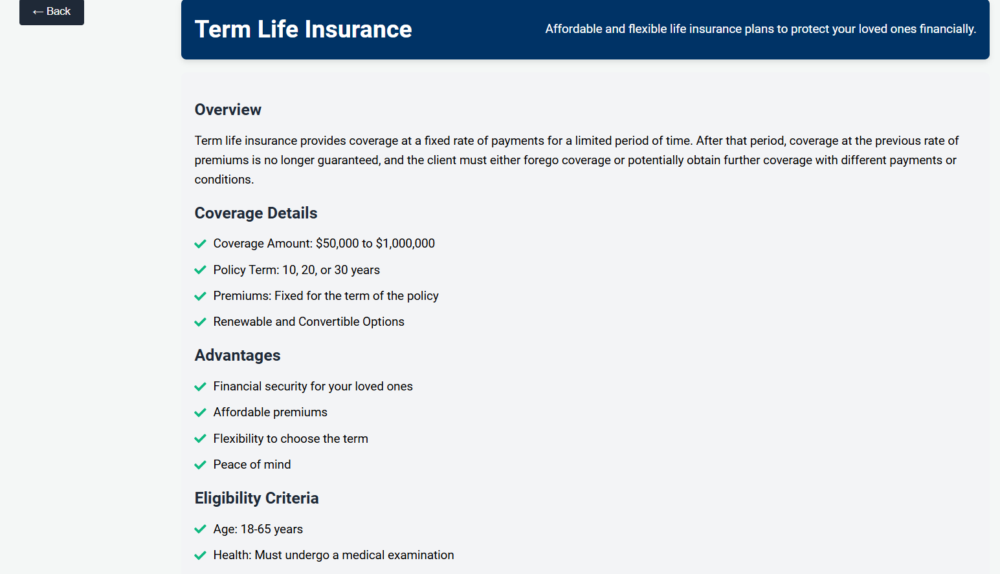 ← Back
Term Life Insurance
Affordable and flexible life insurance plans to protect your loved ones financially.
Overview
Term life insurance provides coverage at a fixed rate of payments for a limited period of time. After that period, coverage at the previous rate of
premiums is no longer guaranteed, and the client must either forego coverage or potentially obtain further coverage with different payments or
conditions.
Coverage Details
Coverage Amount: $50,000 to $1,000,000
Policy Term: 10, 20, or 30 years
Premiums: Fixed for the term of the policy
Renewable and Convertible Options
Advantages
Financial security for your loved ones
Affordable premiums
Flexibility to choose the term
Peace of mind
Eligibility Criteria
Age: 18-65 years
Health: Must undergo a medical examination